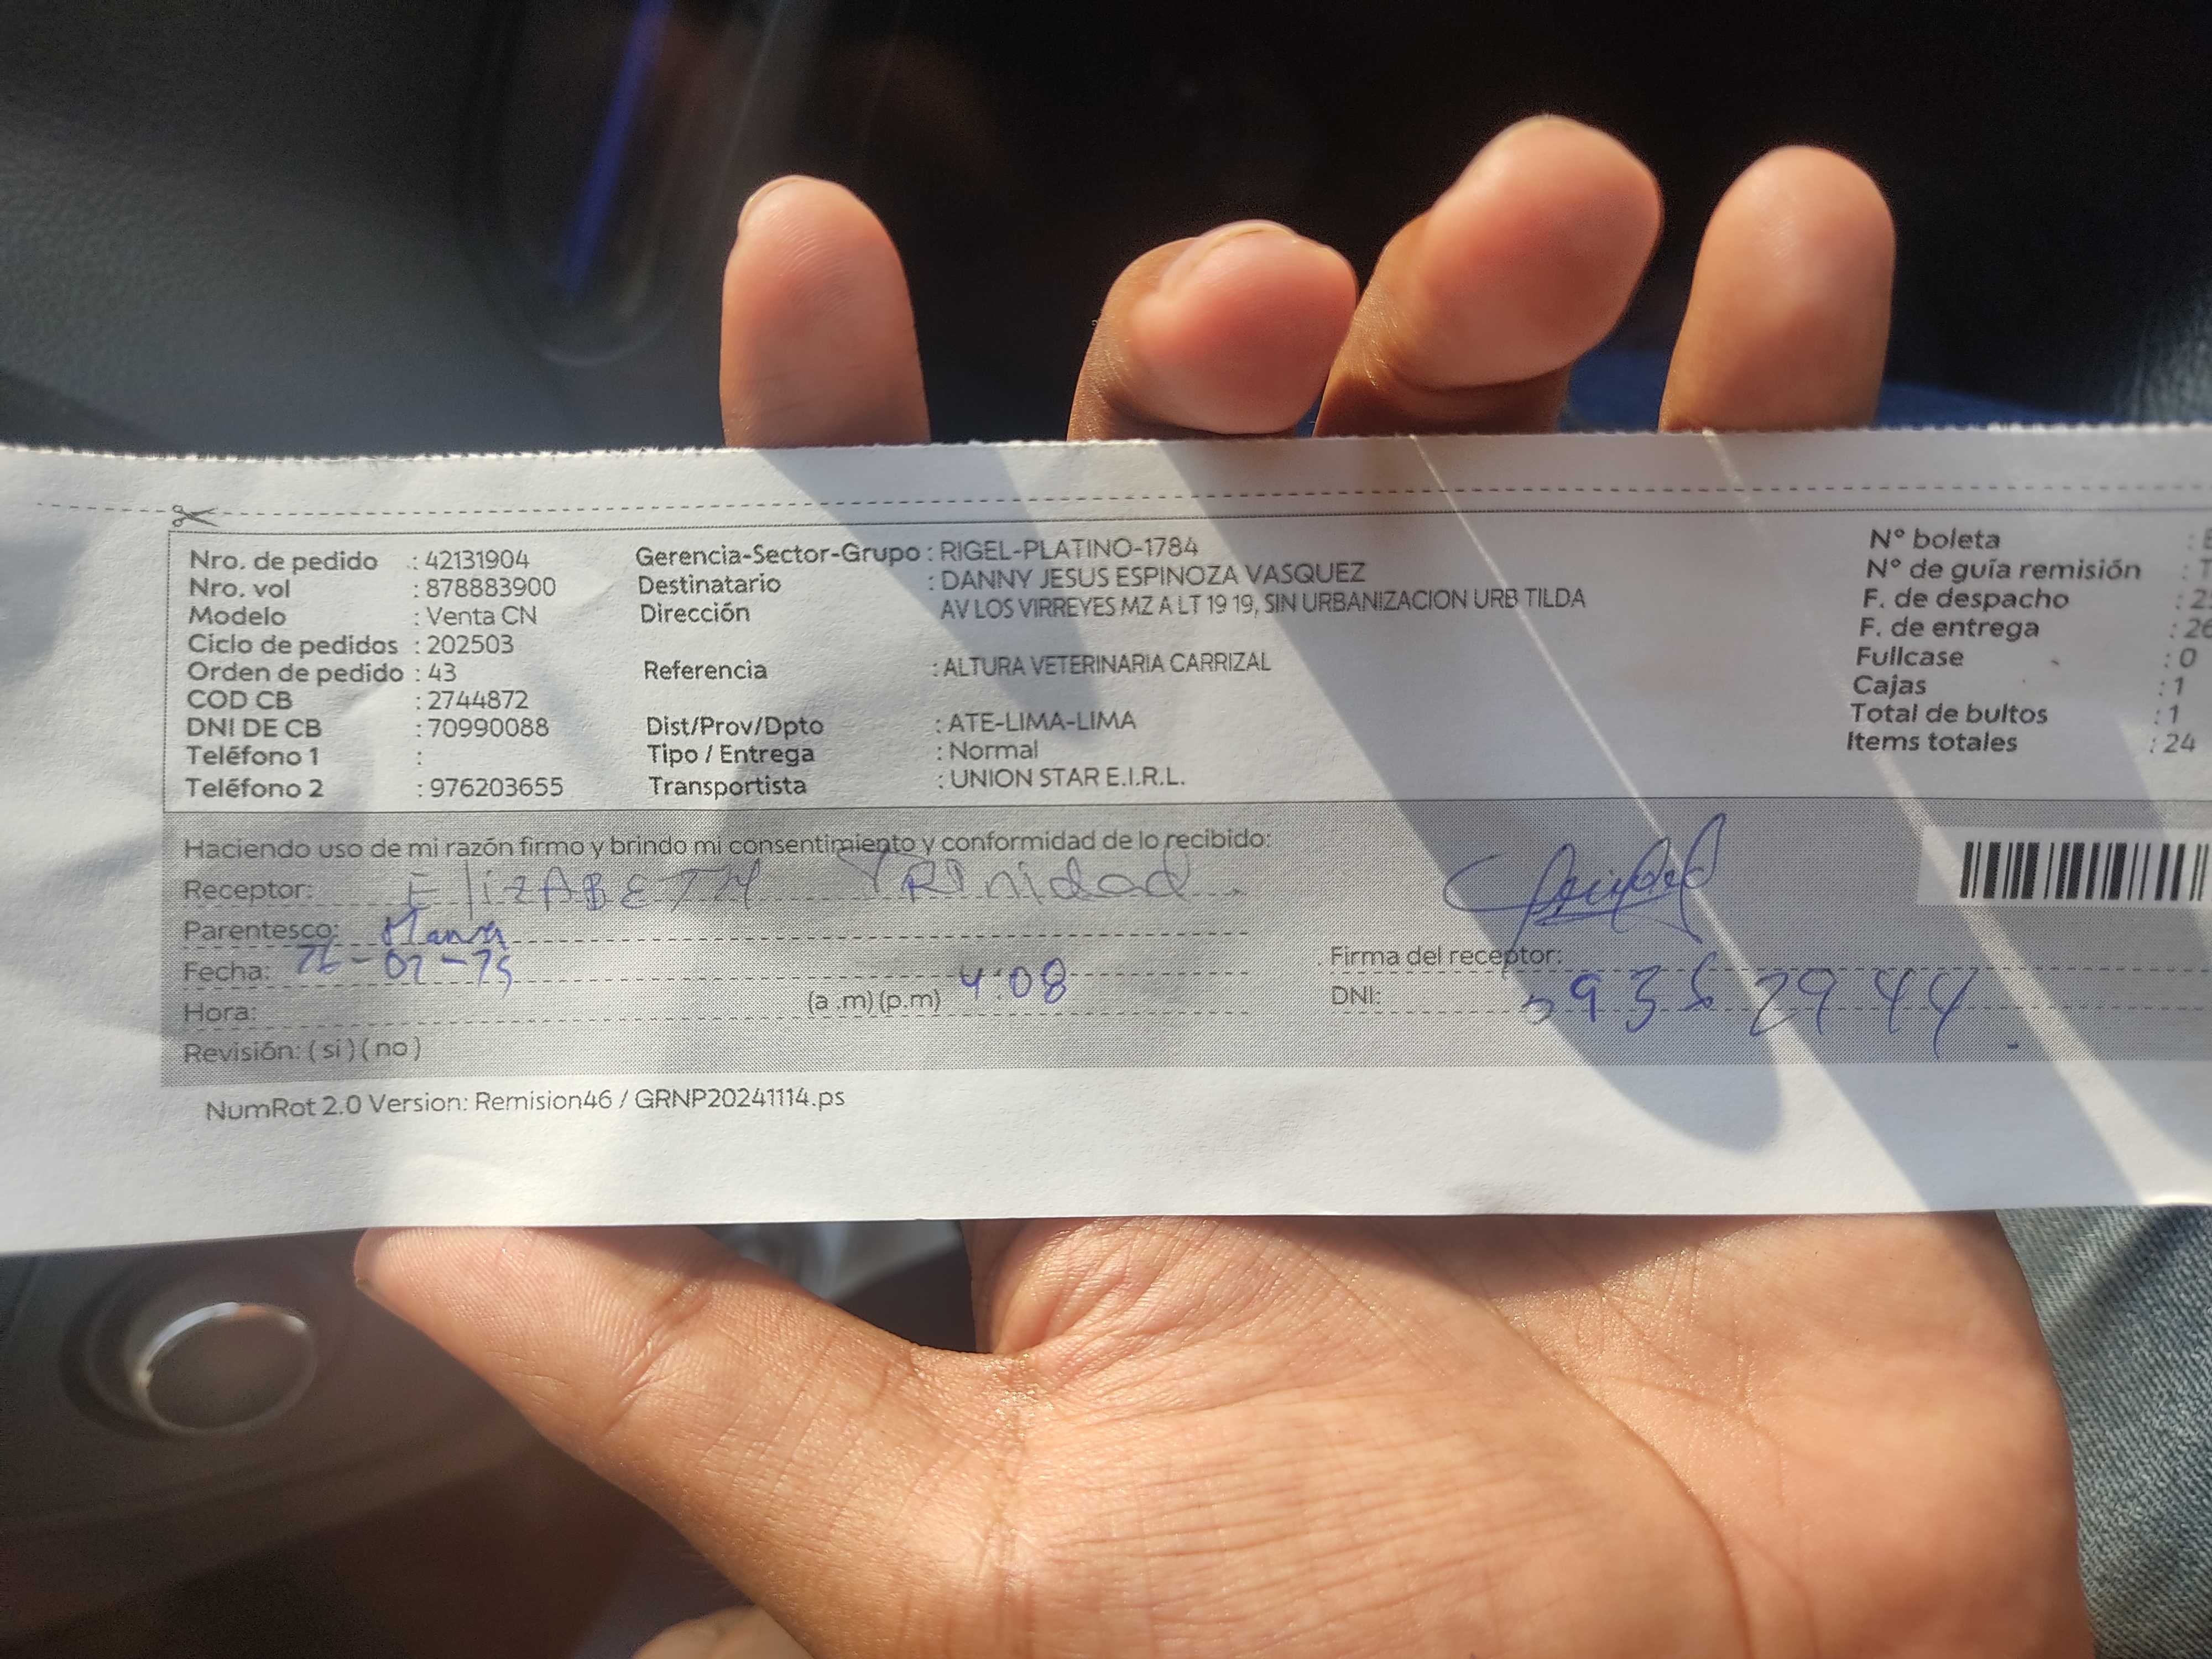 Nro. de pedido : 42131904
Nro. vol : 878883900
Modelo : Venta CN
Ciclo de pedidos : 202503
Orden de pedido : 43
COD CB : 2744872
DNI DE CB : 70990088
Teléfono 1 :
Teléfono 2 : 976203655
Gerencia-Sector-Grupo : RIGEL-PLATINO-1784
Destinatario : DANNY JESUS ESPINOZA VASQUEZ
Dirección AV LOS VIRREYES MZ A LT 19 19, SIN URBANIZACION URB TILDA
Referencia : ALTURA VETERINARIA CARRIZAL
Dist/Prov/Dpto : ATE-LIMA-LIMA
Tipo / Entrega : Normal
Transportista : UNION STAR E.I.R.L.
N° boleta :
N° de guía remisión :
F. de despacho :
F. de entrega :
Fullcase : 0
Cajas : 1
Total de bultos : 1
Items totales : 24
Haciendo uso de mi razón firmo y brindo mi consentimiento y conformidad de lo recibido:
Receptor: ElizABETH TRinidad
Parentesco:
Fecha: 26-02-25
Hora: (a.m)(p.m) 4:08
Revisión: (si)(no)
Firma del receptor:
DNI:
NumRot 2.0 Version: Remision46 / GRNP20241114.ps